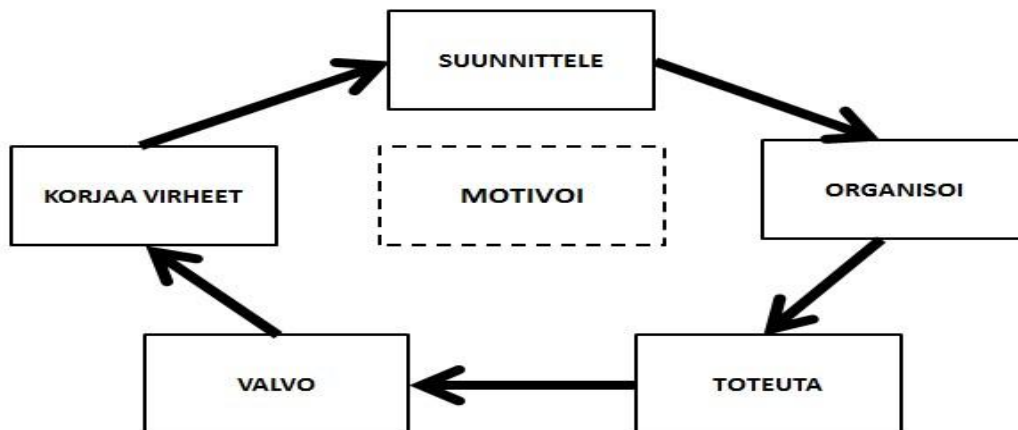 SUUNNITTELE
KORJAA VIRHEET
MOTIVOI
ORGANISOI
VALVO
TOTEUTA